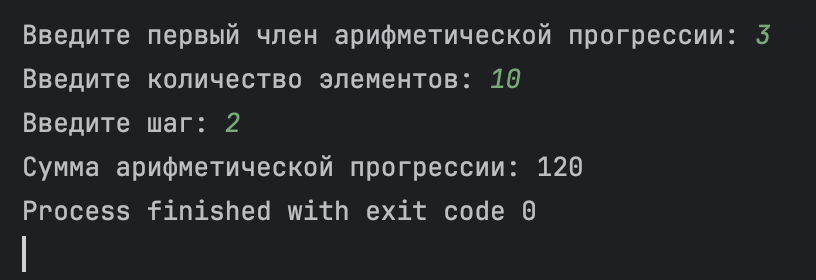 Введите первый член арифметической прогрессии: 3
Введите количество элементов: 10
Введите шаг: 2
Сумма арифметической прогрессии: 120
Process finished with exit code 0